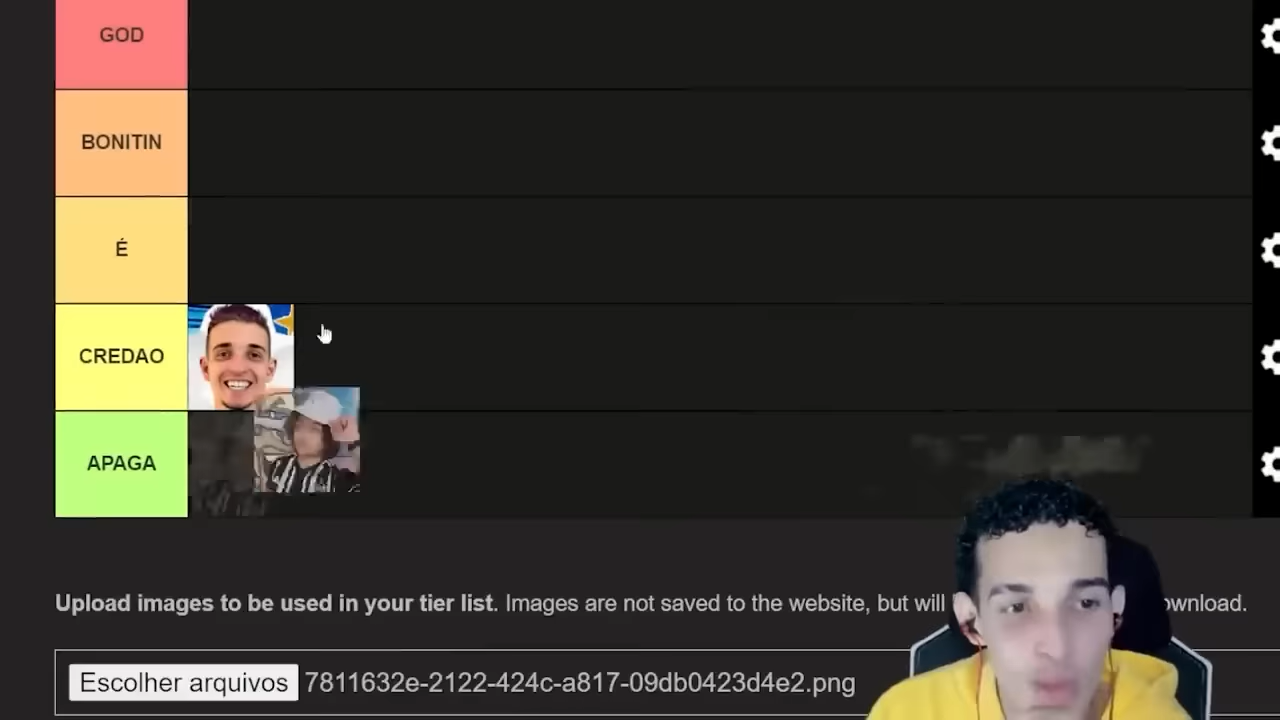 GOD
BONITIN
É
CREDAO
APAGA
Upload images to be used in your tier list. Images are not saved to the website, but will ownload.
Escolher arquivos 7811632e-2122-424c-a817-09db0423d4e2.png